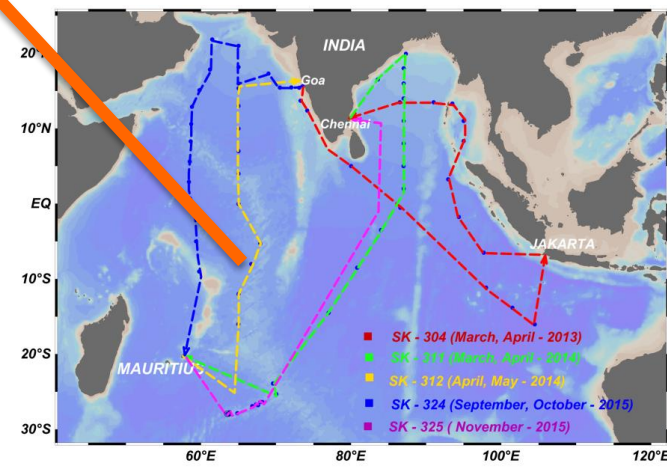 INDIA
20°
Goa
10°N
Chennai
EQ
JAKARTA
10°S
SK - 304 (March, April - 2013)
20°S
SK - 311 (March, April - 2014)
MAURITIUS
SK - 312 (April, May - 2014)
SK - 324 (September, October - 2015)
30°S
SK - 325 ( November - 2015)
60°E
80°E
100°E
120°E